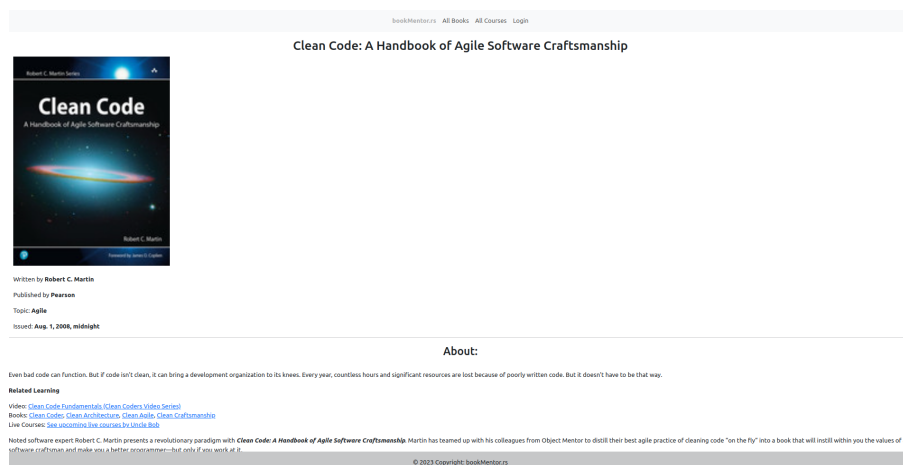 bookMentor.rs All Books All Courses Login
Clean Code: A Handbook of Agile Software Craftsmanship
Robert C. Martin Series
Clean Code
A Handbook of Agile Software Craftsmanship
Robert C. Martin
Foreword by James O. Coplien
Written by Robert C. Martin
Published by Pearson
Topic: Agile
Issued: Aug. 1, 2008, midnight
About:
Even bad code can function. But if code isn't clean, it can bring a development organization to its knees. Every year, countless hours and significant resources are lost because of poorly written code. But it doesn't have to be that way.
Related Learning
Video: Clean Code Fundamentals (Clean Coders Video Series)
Books: Clean Coder, Clean Architecture, Clean Agile, Clean Craftsmanship
Live Courses: See upcoming live courses by Uncle Bob
Noted software expert Robert C. Martin presents a revolutionary paradigm with Clean Code: A Handbook of Agile Software Craftsmanship. Martin has teamed up with his colleagues from Object Mentor to distill their best agile practice of cleaning code "on the fly" into a book that will instill within you the values of
software craftsman and make you a better programmer—but only if you work at it.
© 2023 Copyright: bookMentor.rs